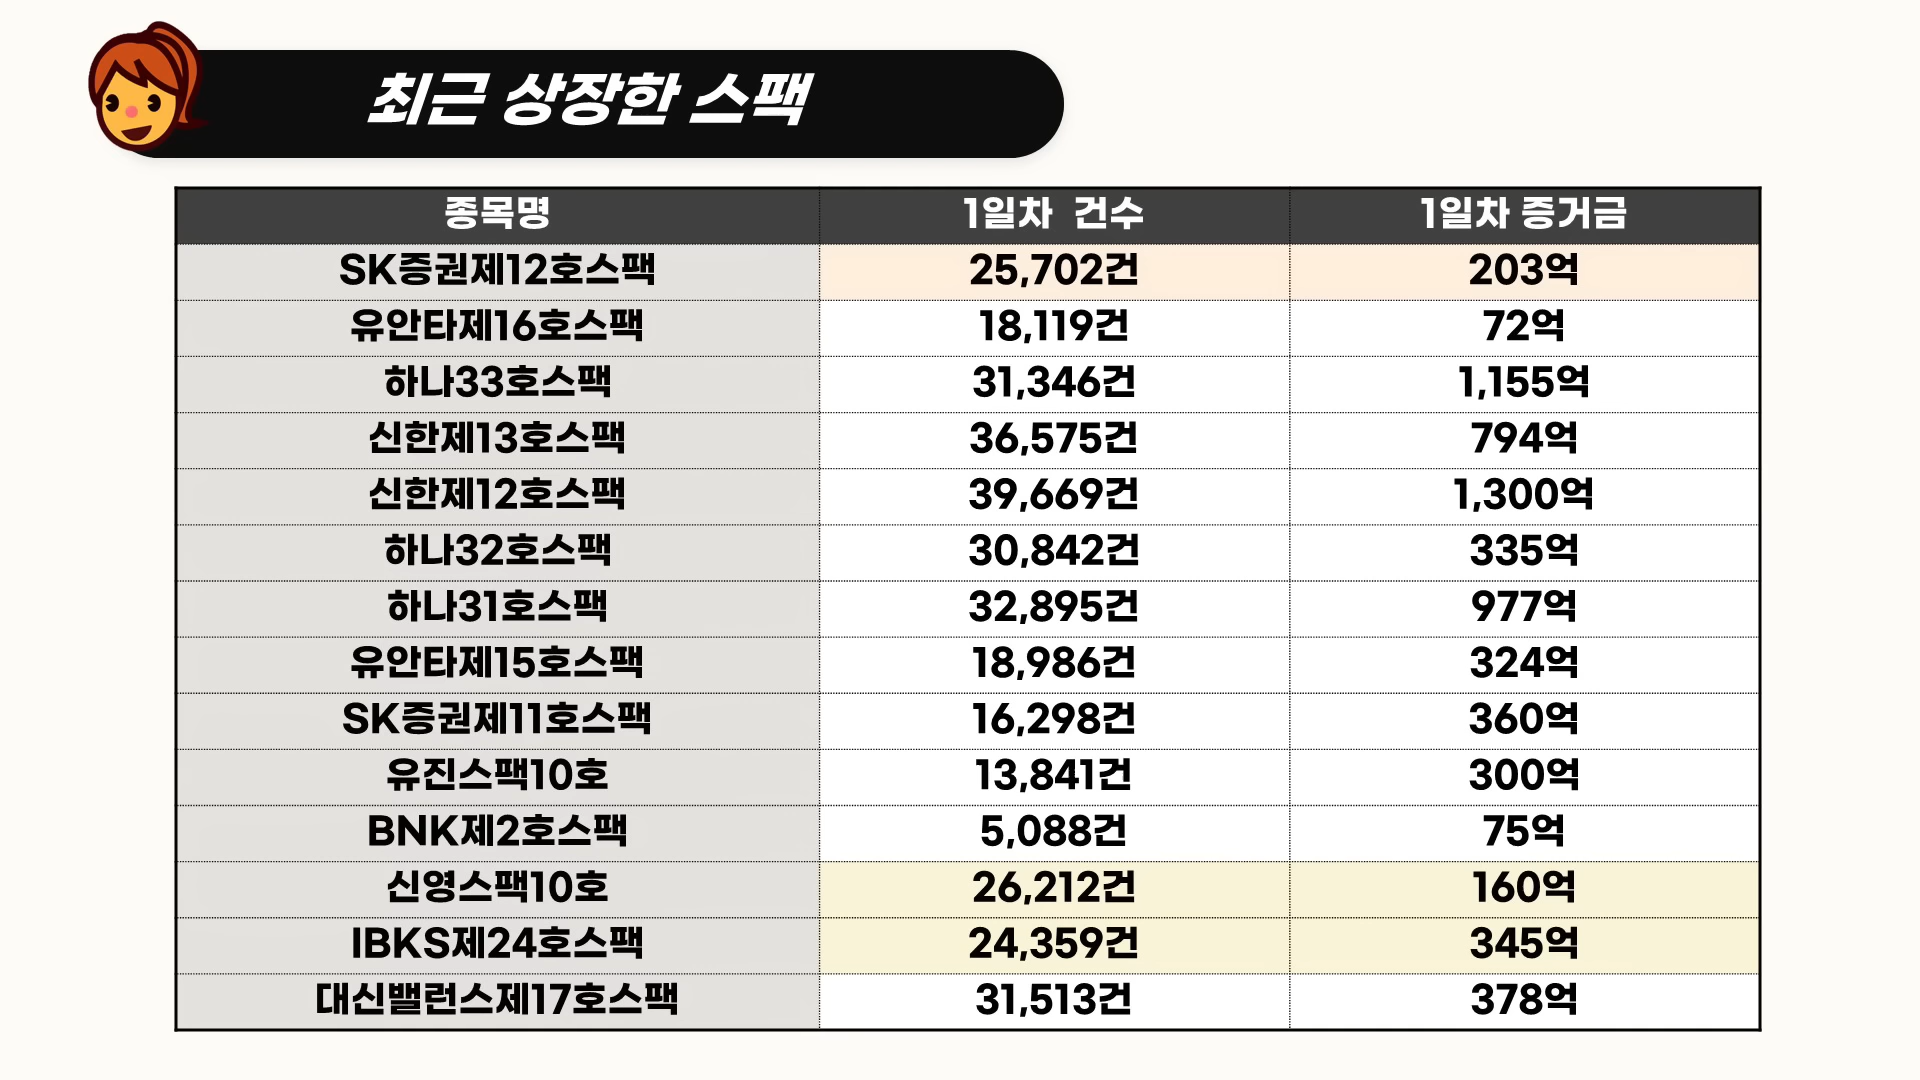 최근 상장한 스팩
종목명 1일차 건수 1일차 증거금
SK증권제12호스팩 25,702건 203억
유안타제16호스팩 18,119건 72억
하나33호스팩 31,346건 1,155억
신한제13호스팩 36,575건 794억
신한제12호스팩 39,669건 1,300억
하나32호스팩 30,842건 335억
하나31호스팩 32,895건 977억
유안타제15호스팩 18,986건 324억
SK증권제11호스팩 16,298건 360억
유진스팩10호 13,841건 300억
BNK제2호스팩 5,088건 75억
신영스팩10호 26,212건 160억
IBKS제24호스팩 24,359건 345억
대신밸런스제17호스팩 31,513건 378억